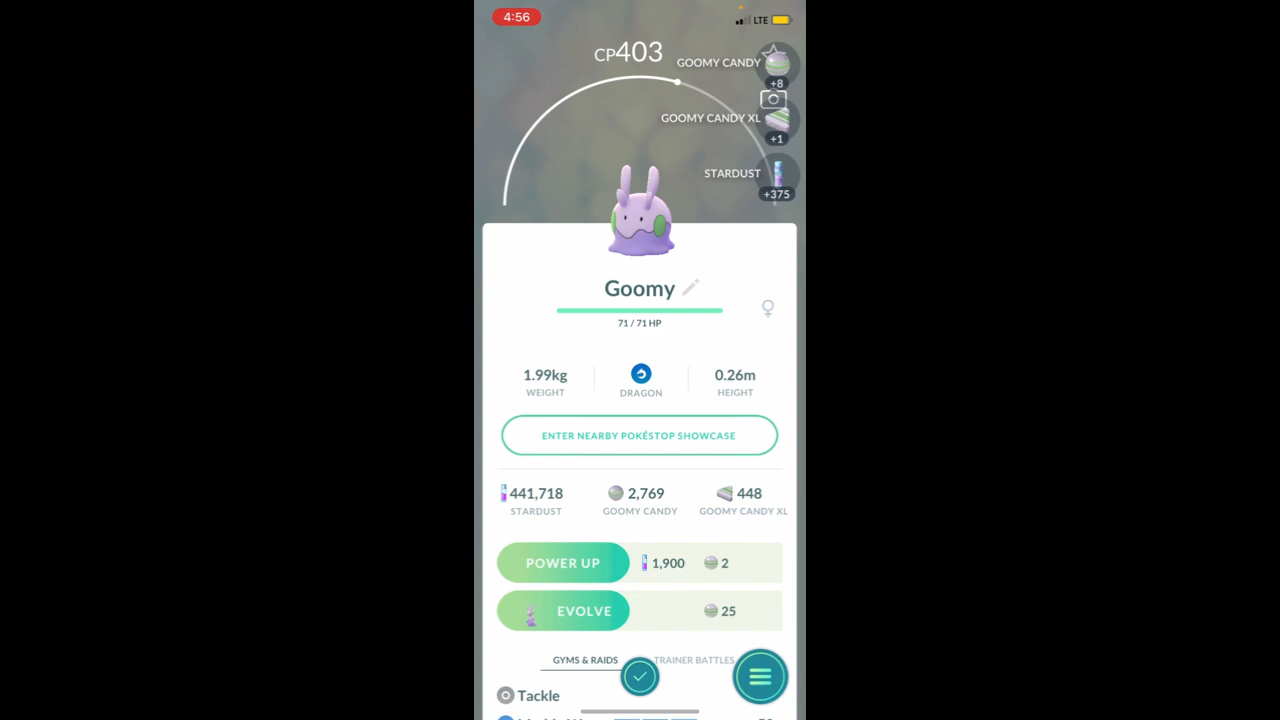 4:56
LTE
CP403
GOOMY CANDY
+8
GOOMY CANDY XL
+1
STARDUST
+375
Goomy
71 / 71 HP
1.99kg
WEIGHT
DRAGON
0.26m
HEIGHT
ENTER NEARBY POKÉSTOP SHOWCASE
441,718
STARDUST
2,769
GOOMY CANDY
448
GOOMY CANDY XL
POWER UP
1,900
2
EVOLVE
25
GYMS & RAIDS
TRAINER BATTLES
Tackle